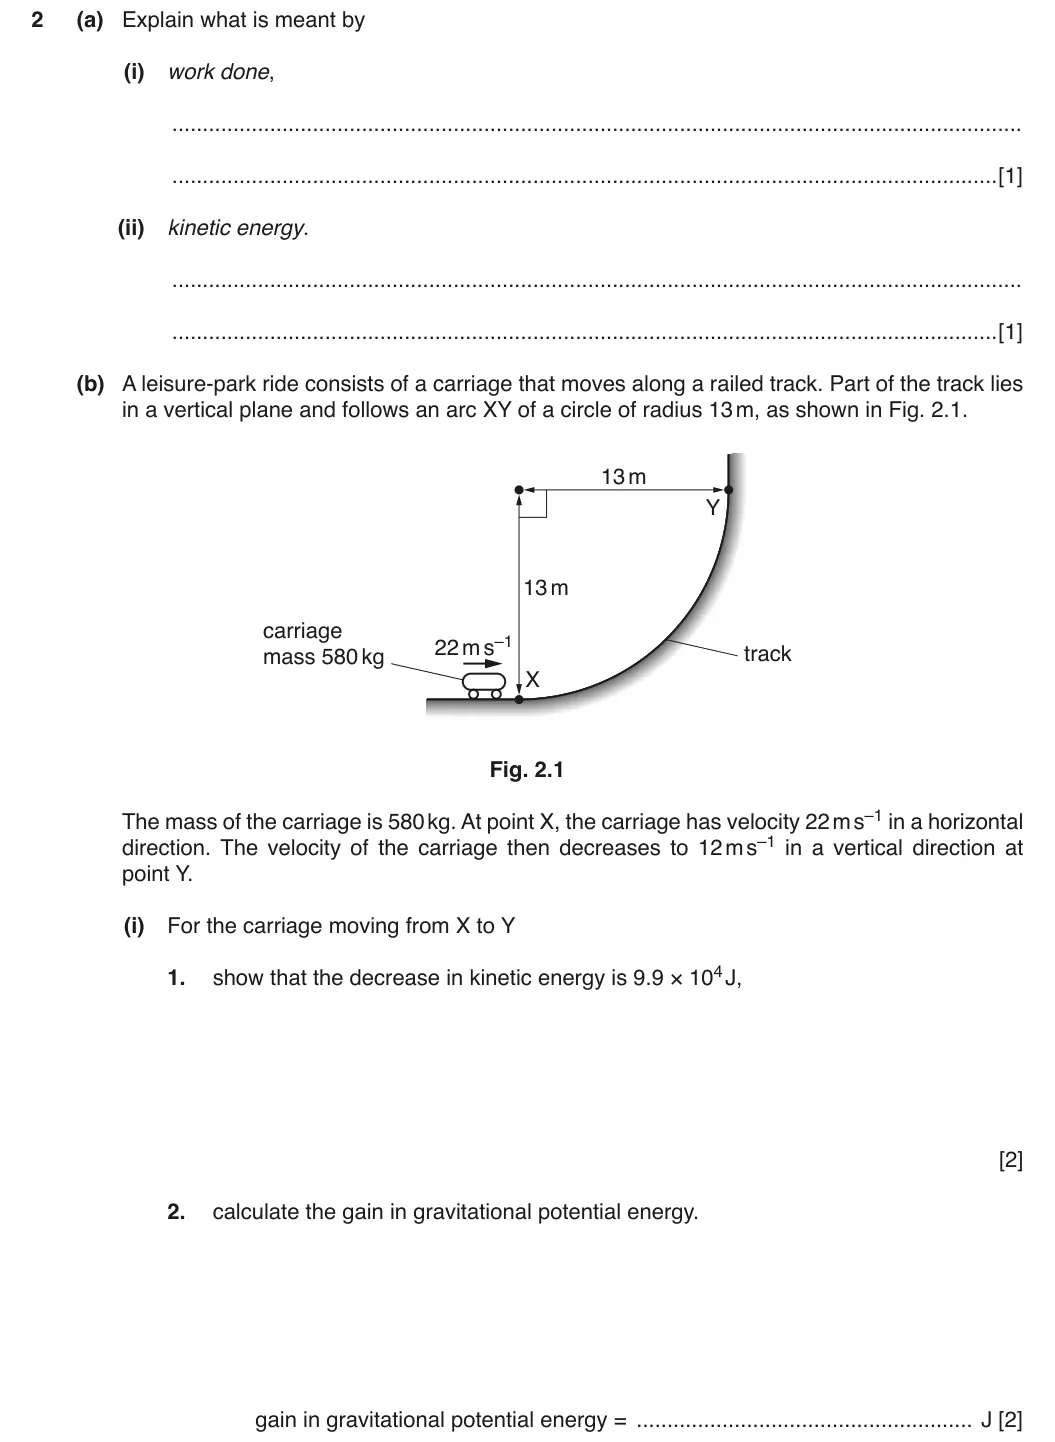 2 (a) Explain what is meant by
(i) work done,
..........................................................................................................................................
......................................................................................................................................[1]
(ii) kinetic energy.
..........................................................................................................................................
......................................................................................................................................[1]
(b) A leisure-park ride consists of a carriage that moves along a railed track. Part of the track lies
in a vertical plane and follows an arc XY of a circle of radius 13 m, as shown in Fig. 2.1.
13 m
Y
13 m
carriage
mass 580 kg
22 m s⁻¹
X
track
Fig. 2.1
The mass of the carriage is 580 kg. At point X, the carriage has velocity 22 m s⁻¹ in a horizontal
direction. The velocity of the carriage then decreases to 12 m s⁻¹ in a vertical direction at
point Y.
(i) For the carriage moving from X to Y
1. show that the decrease in kinetic energy is 9.9 × 10⁴ J,
[2]
2. calculate the gain in gravitational potential energy.
gain in gravitational potential energy = ....................................................... J [2]